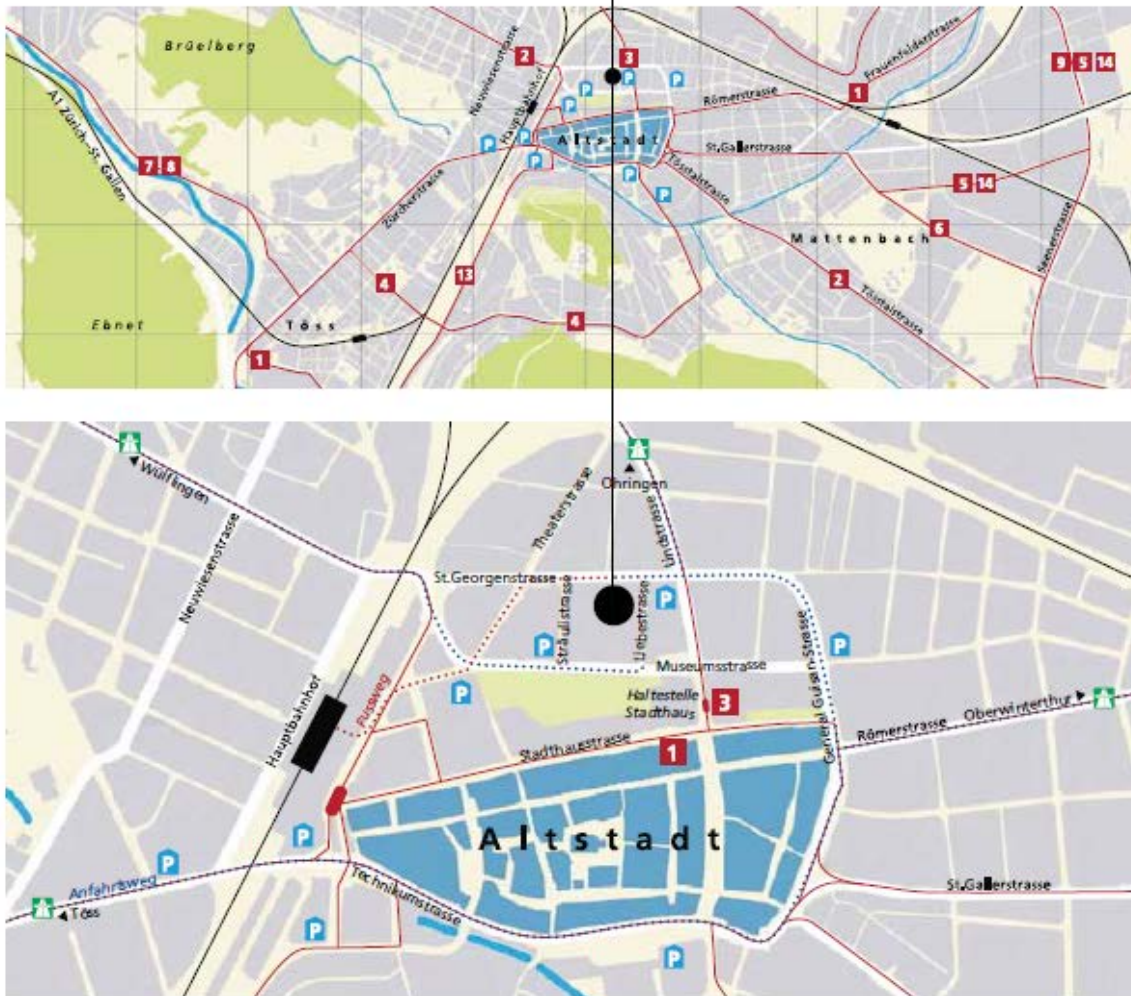 Brüelberg
2
Neuwiesenstrasse
Hauptbahnhof
3
P
P
P
P
Frauenfelderstrasse
9 5 14
1
Römerstrasse
A1 Zürich–St. Gallen
P
P
P
Altstadt
St.Gallerstrasse
7 8
Zürcherstrasse
P
P
Tösstalstrasse
5 14
6
Mattenbach
Seenerstrasse
4
13
2
Tösstalstrasse
Ebnet
Töss
4
1
Wülflingen
Ohringen
Theaterstrasse
Lindstrasse
Neuwiesenstrasse
St.Georgenstrasse
Sträulistrasse
Liebestrasse
P
P
P
Museumsstrasse
General Guisan-Strasse
Hauptbahnhof
Fussweg
P
Haltestelle
Stadthaus
3
Oberwinterthur
Römerstrasse
Stadthausstrasse
1
Altstadt
P
P
Anfahrtsweg
Töss
Technikumstrasse
St.Gallerstrasse
P
P